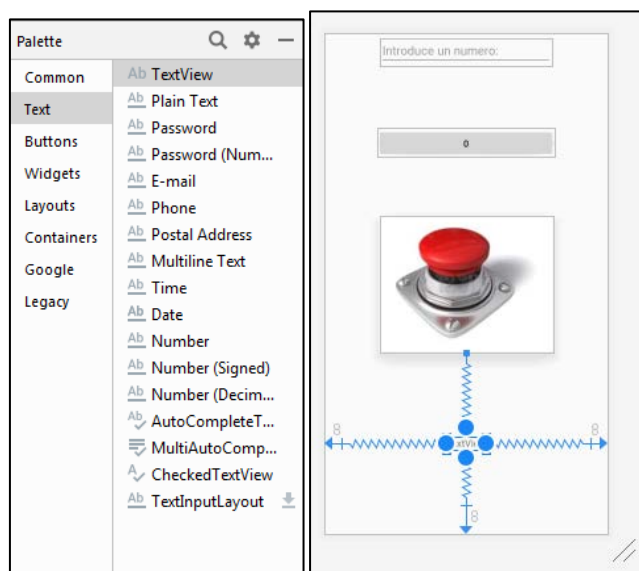 Palette
Common
Text
Buttons
Widgets
Layouts
Containers
Google
Legacy
Ab TextView
Ab Plain Text
Ab Password
Ab Password (Num...
Ab E-mail
Ab Phone
Ab Postal Address
Ab Multiline Text
Ab Time
Ab Date
Ab Number
Ab Number (Signed)
Ab Number (Decim...
Ab AutoCompleteT...
MultiAutoComp...
A CheckedTextView
Ab TextInputLayout
Introduce un numero:
0
8
8
xtVie
8